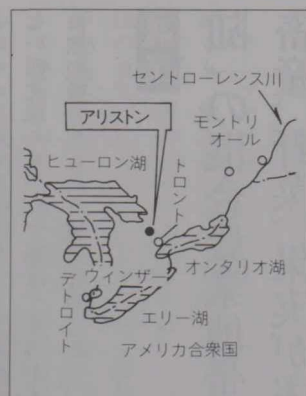 セントローレンス川
アリストン
モントリ
オール
ヒューロン湖
トロント
オンタリオ湖
ウィンザー
デトロイト
エリー湖
アメリカ合衆国